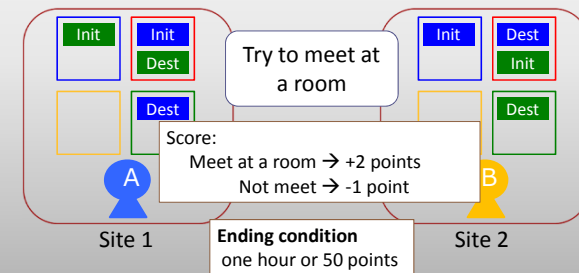 Init
Init
Dest
Dest
Try to meet at
a room
Init
Dest
Init
Dest
Score:
Meet at a room → +2 points
Not meet → -1 point
A
B
Site 1
Site 2
Ending condition
one hour or 50 points